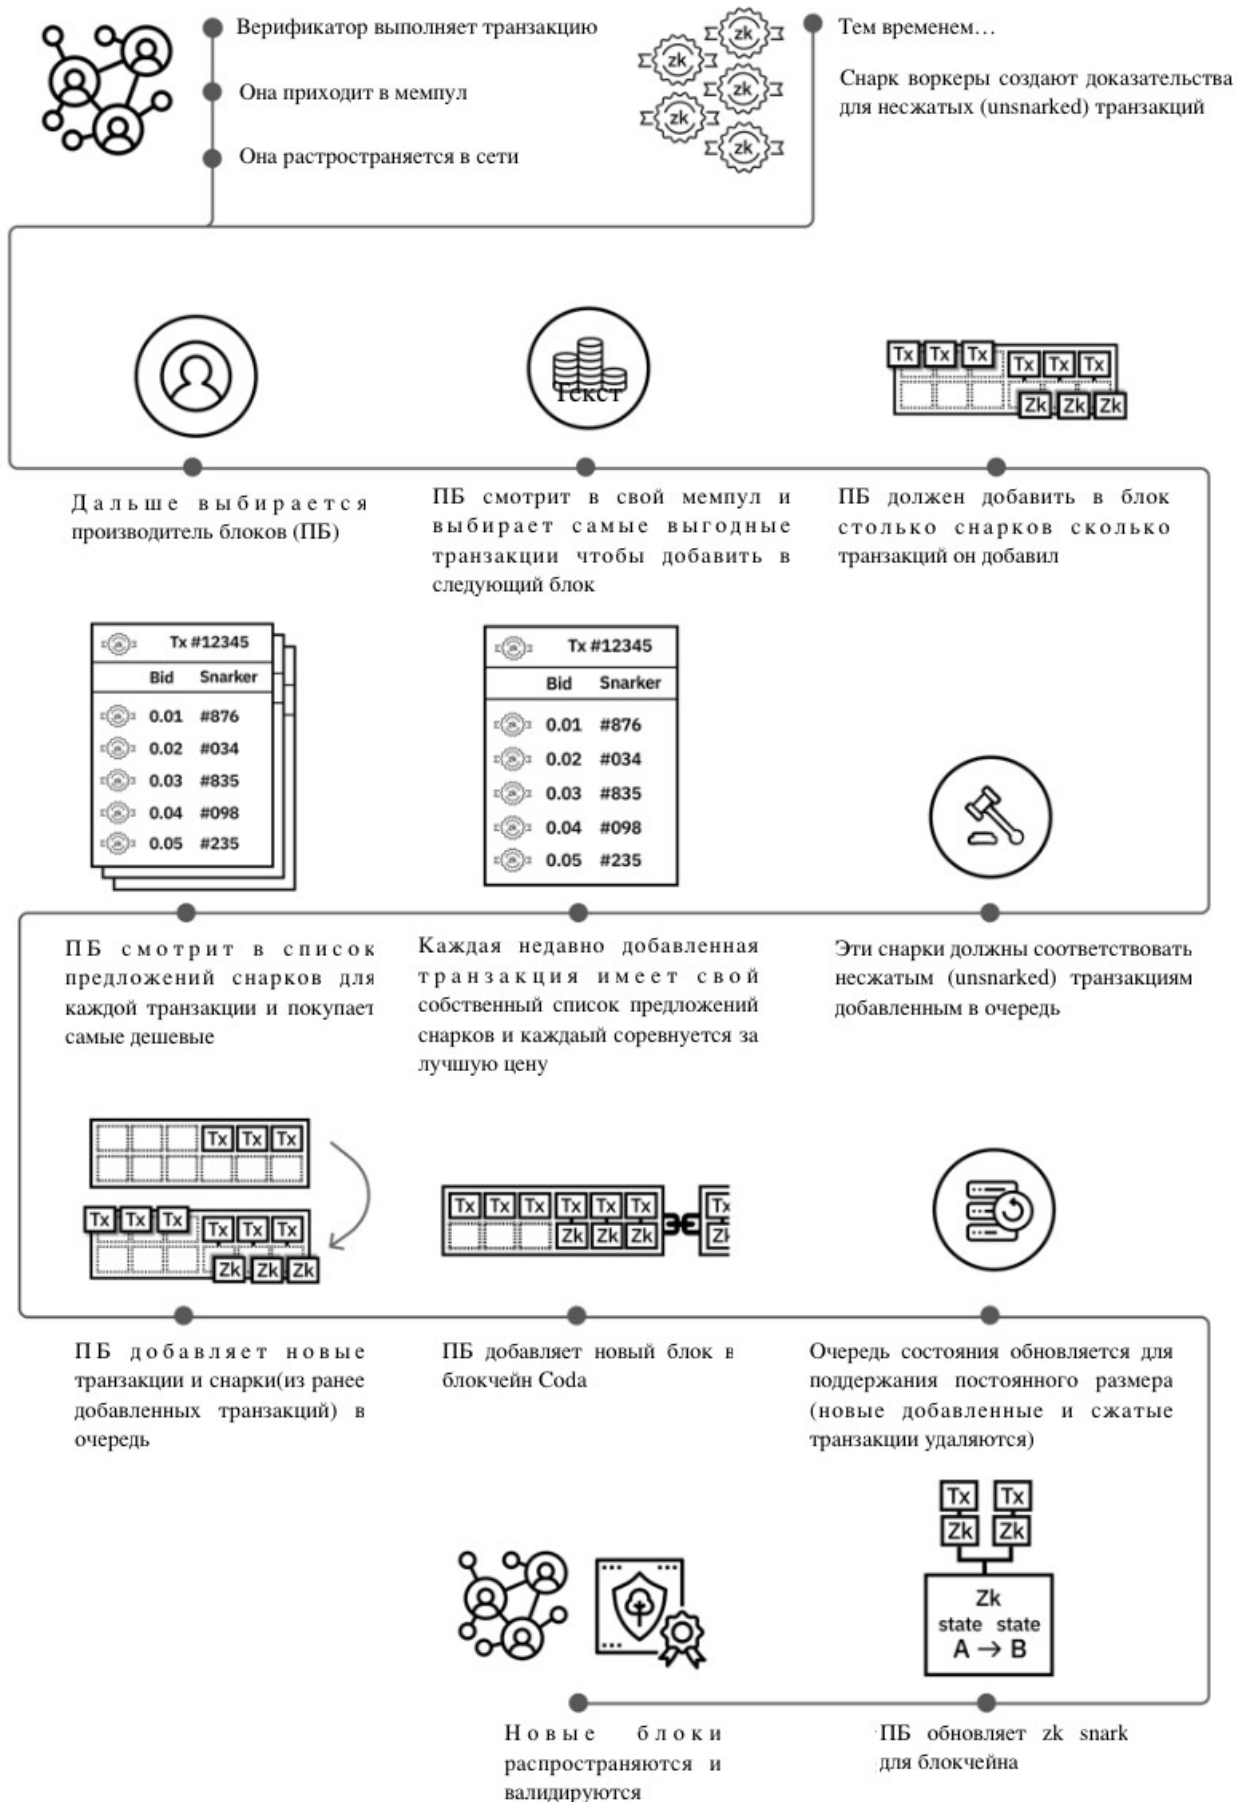 Верификатор выполняет транзакцию
Она приходит в мемпул
Она растространяется в сети
zk
zk
zk
zk
zk
Тем временем…
Снарк воркеры создают доказательства
для несжатых (unsnarked) транзакций
Текст
Tx Tx Tx Tx Tx Tx
Zk Zk Zk
Дальше выбирается
производитель блоков (ПБ)
ПБ смотрит в свой мемпул и
выбирает самые выгодные
транзакции чтобы добавить в
следующий блок
ПБ должен добавить в блок
столько снарков сколько
транзакций он добавил
Tx #12345
Bid Snarker
0.01 #876
0.02 #034
0.03 #835
0.04 #098
0.05 #235
Tx #12345
Bid Snarker
0.01 #876
0.02 #034
0.03 #835
0.04 #098
0.05 #235
ПБ смотрит в список
предложений снарков для
каждой транзакции и покупает
самые дешевые
Каждая недавно добавленная
транзакция имеет свой
собственный список предложений
снарков и каждаый соревнуется за
лучшую цену
Эти снарки должны соответствовать
несжатым (unsnarked) транзакциям
добавленным в очередь
Tx Tx Tx
Tx Tx Tx Tx Tx Tx
Zk Zk Zk
Tx Tx Tx Tx Tx Tx Tx
Zk Zk Zk Zk
ПБ добавляет новые
транзакции и снарки(из ранее
добавленных транзакций) в
очередь
ПБ добавляет новый блок в
блокчейн Coda
Очередь состояния обновляется для
поддержания постоянного размера
(новые добавленные и сжатые
транзакции удаляются)
Tx Tx
Zk Zk
Zk
state state
A → B
Новые блоки
распространяются и
валидируются
ПБ обновляет zk snark
для блокчейна